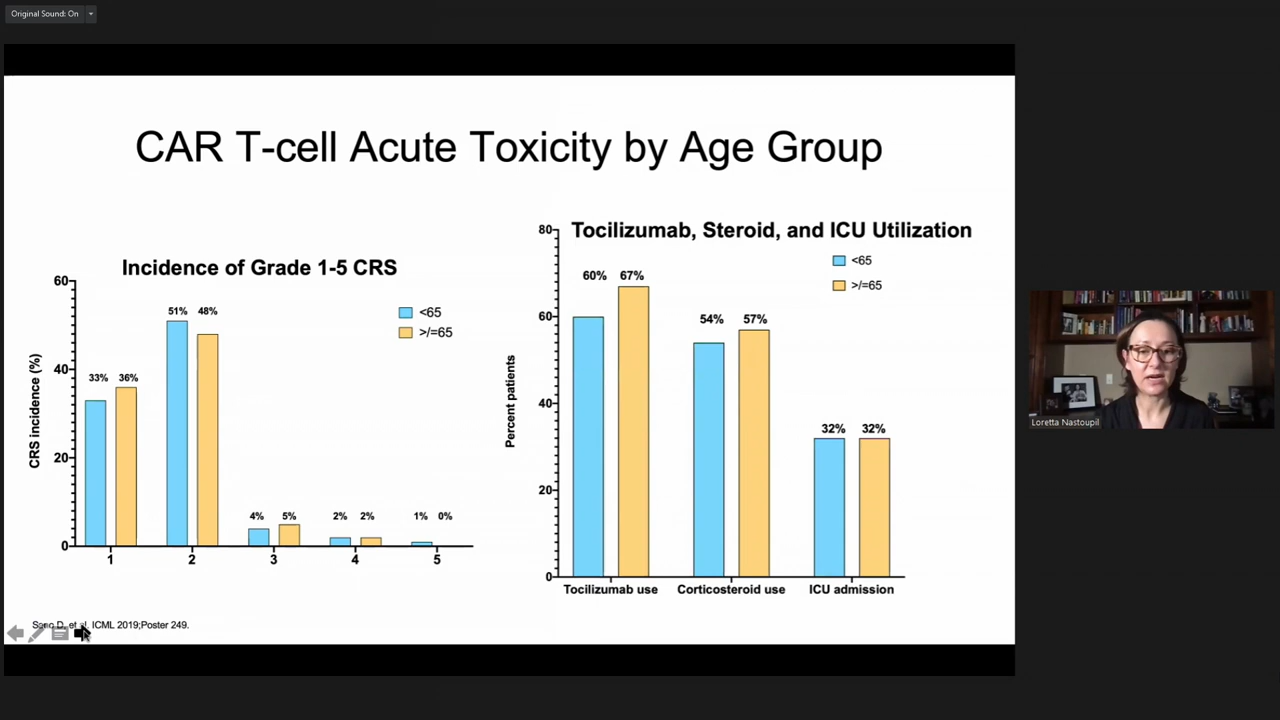 Original Sound: On
CAR T-cell Acute Toxicity by Age Group
Incidence of Grade 1-5 CRS
<65
>/=65
CRS incidence (%)
60
40
20
0
33% 36%
51% 48%
4% 5%
2% 2%
1% 0%
1 2 3 4 5
Tocilizumab, Steroid, and ICU Utilization
<65
>/=65
Percent patients
80
60
40
20
0
60% 67%
54% 57%
32% 32%
Tocilizumab use Corticosteroid use ICU admission
D, et al. ICML 2019;Poster 249.
Loretta Nastoupil